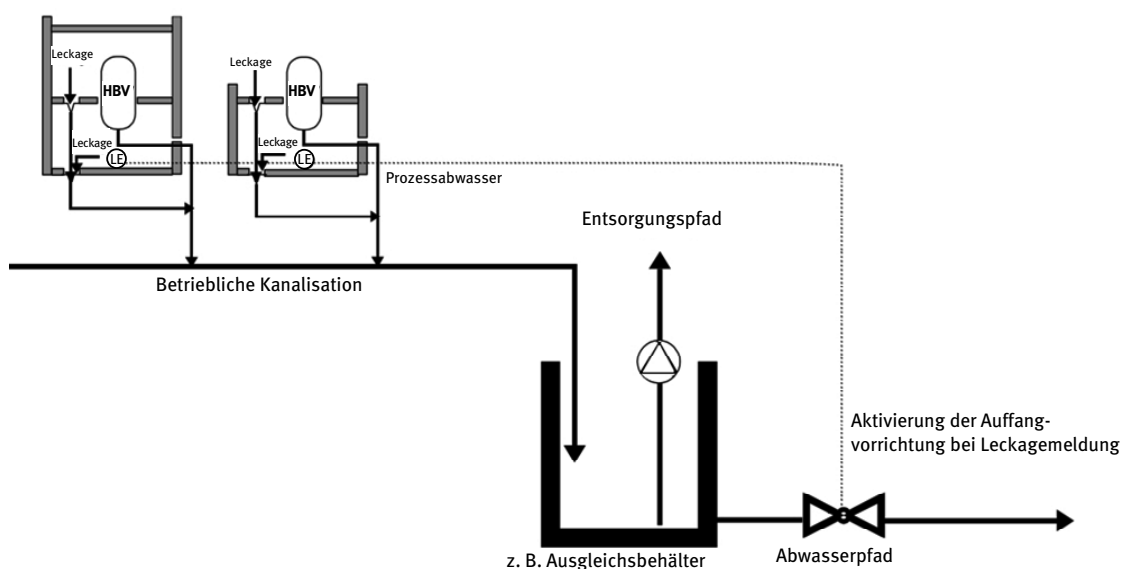 Leckage
HBV
Leckage
HBV
Leckage
LE
Leckage
LE
Prozessabwasser
Entsorgungspfad
Betriebliche Kanalisation
Aktivierung der Auffang-
vorrichtung bei Leckagemeldung
z. B. Ausgleichsbehälter
Abwasserpfad